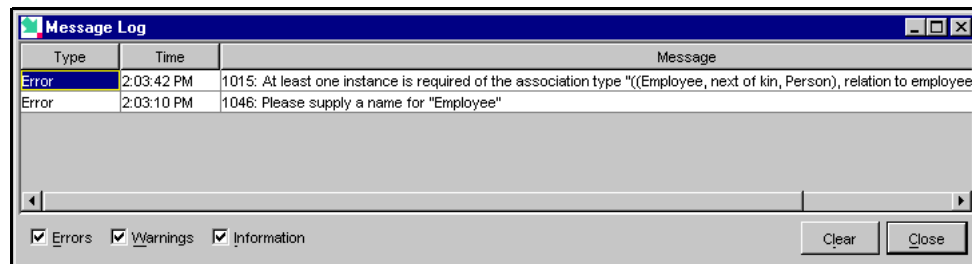 Message Log
Type Time Message
Error 2:03:42 PM 1015: At least one instance is required of the association type "((Employee, next of kin, Person), relation to employee
Error 2:03:10 PM 1046: Please supply a name for "Employee"
Errors Warnings Information Clear Close